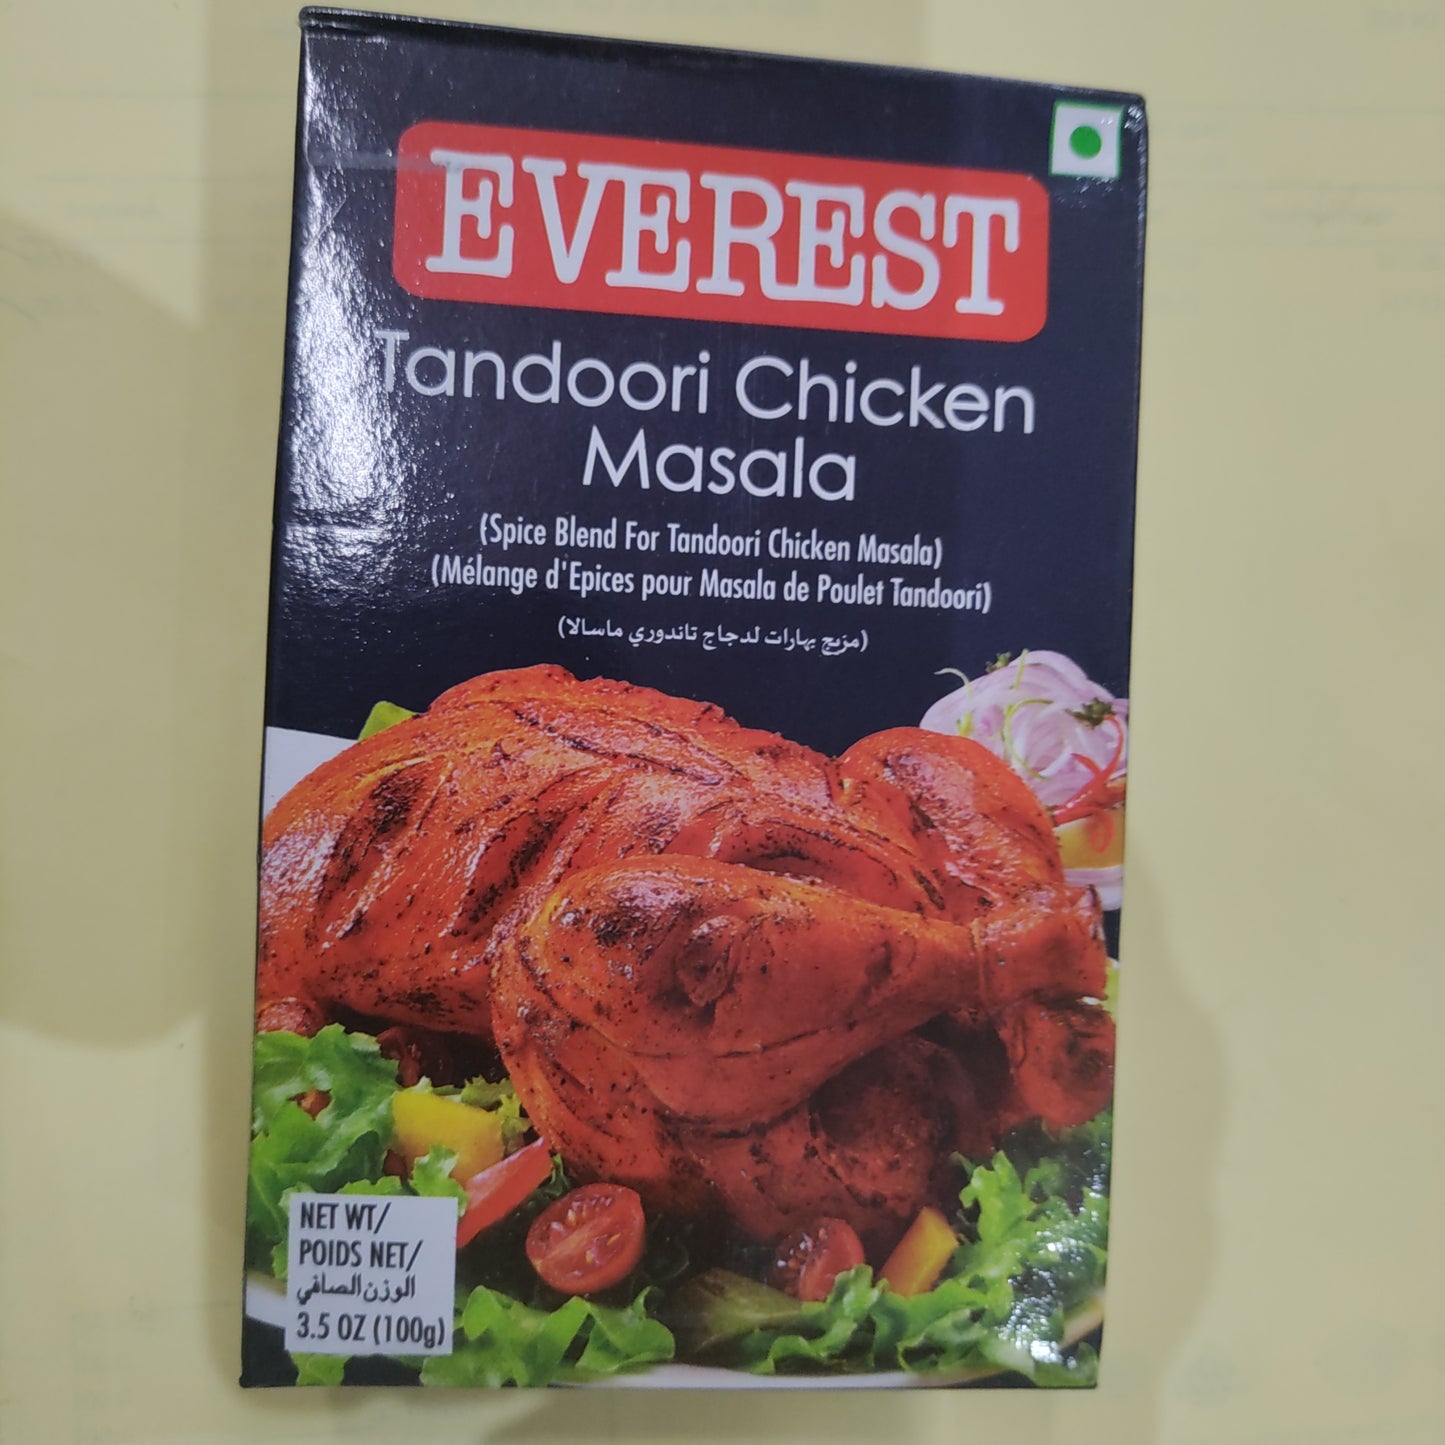 EVEREST
Tandoori Chicken
Masala
(Spice Blend For Tandoori Chicken Masala)
(Mélange d'Epices pour Masala de Poulet Tandoori)
(مزيج بهارات لدجاج تاندوري ماسالا)
NET WT/
POIDS NET/
الوزن الصافي
3.5 OZ (100g)